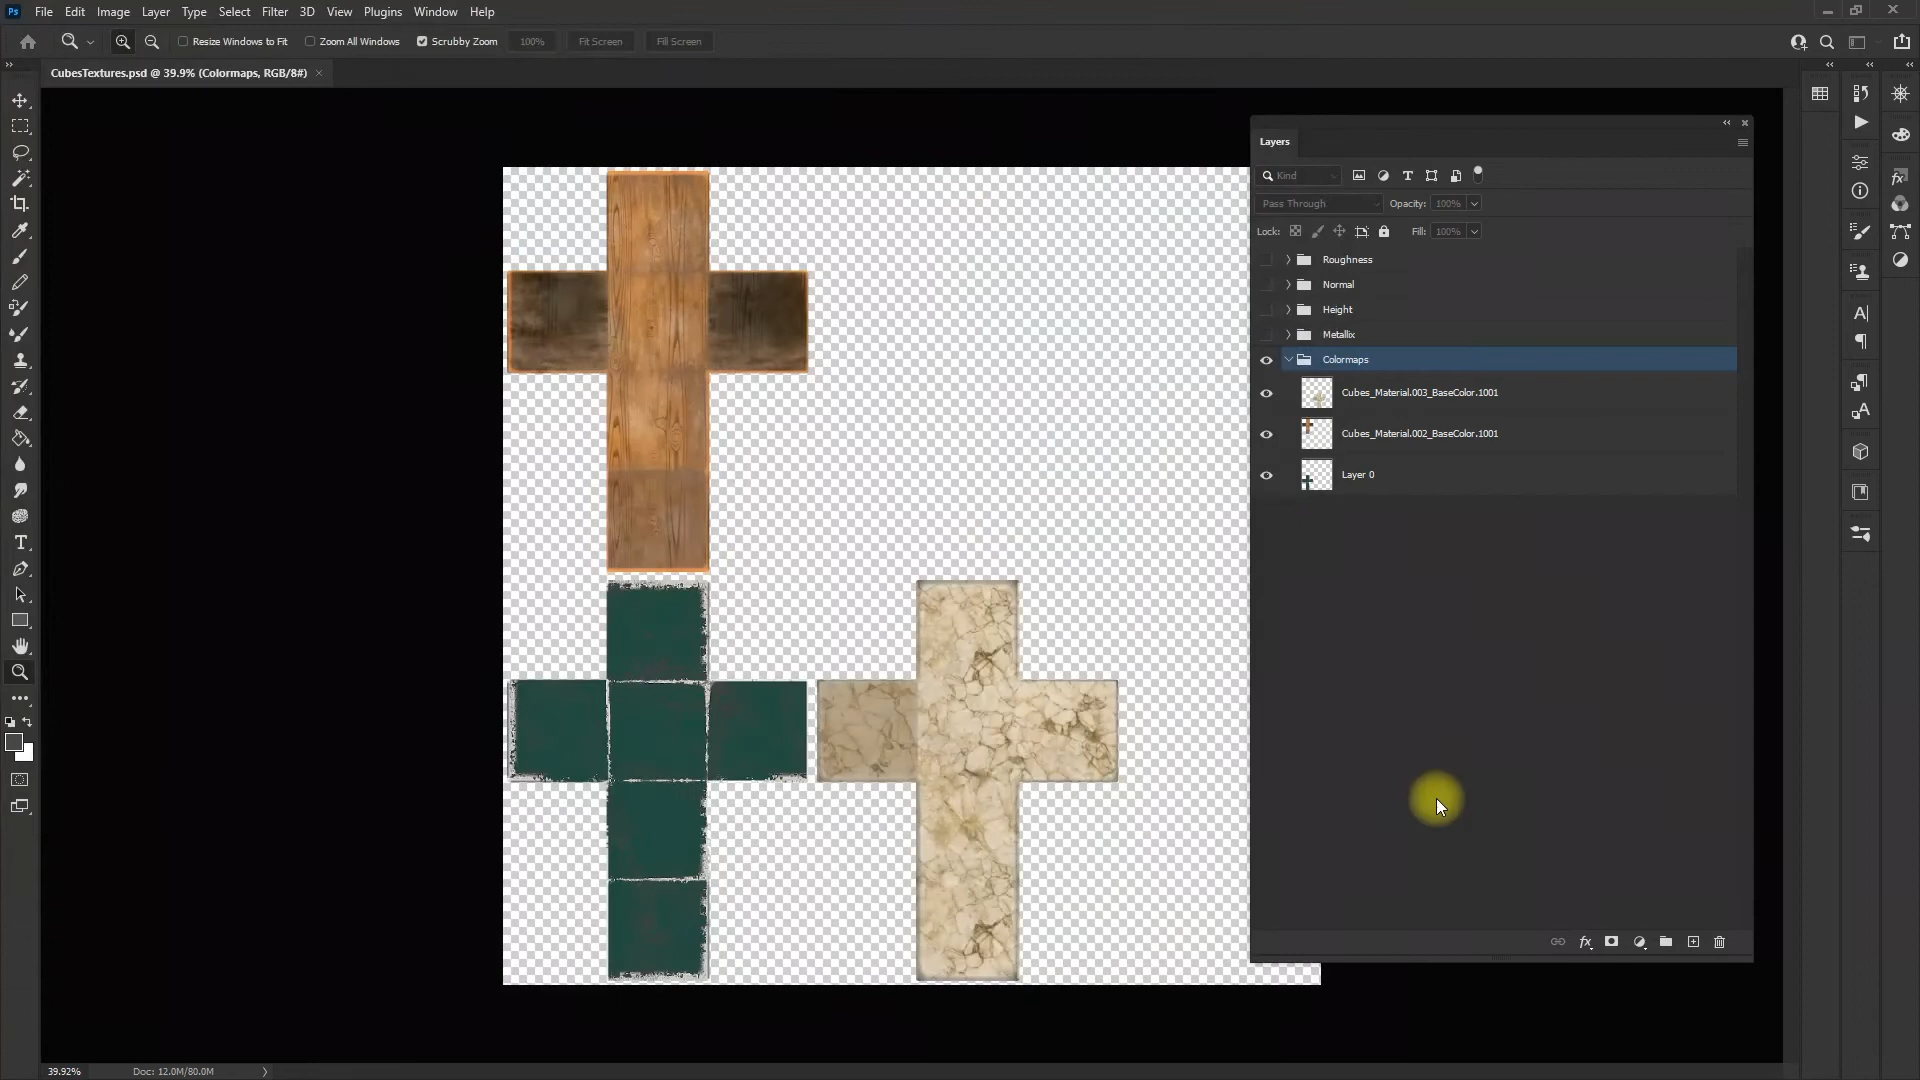 Ps File Edit Image Layer Type Select Filter 3D View Plugins Window Help
Resize Windows to Fit Zoom All Windows Scrubby Zoom 100% Fit Screen Fill Screen
CubesTextures.psd @ 39.9% (Colormaps, RGB/8#) ×
Layers
Kind
Pass Through Opacity: 100%
Lock: Fill: 100%
Roughness
Normal
Height
Metallix
Colormaps
Cubes_Material.003_BaseColor.1001
Cubes_Material.002_BaseColor.1001
Layer 0
fx
39.92% Doc: 12.0M/80.0M